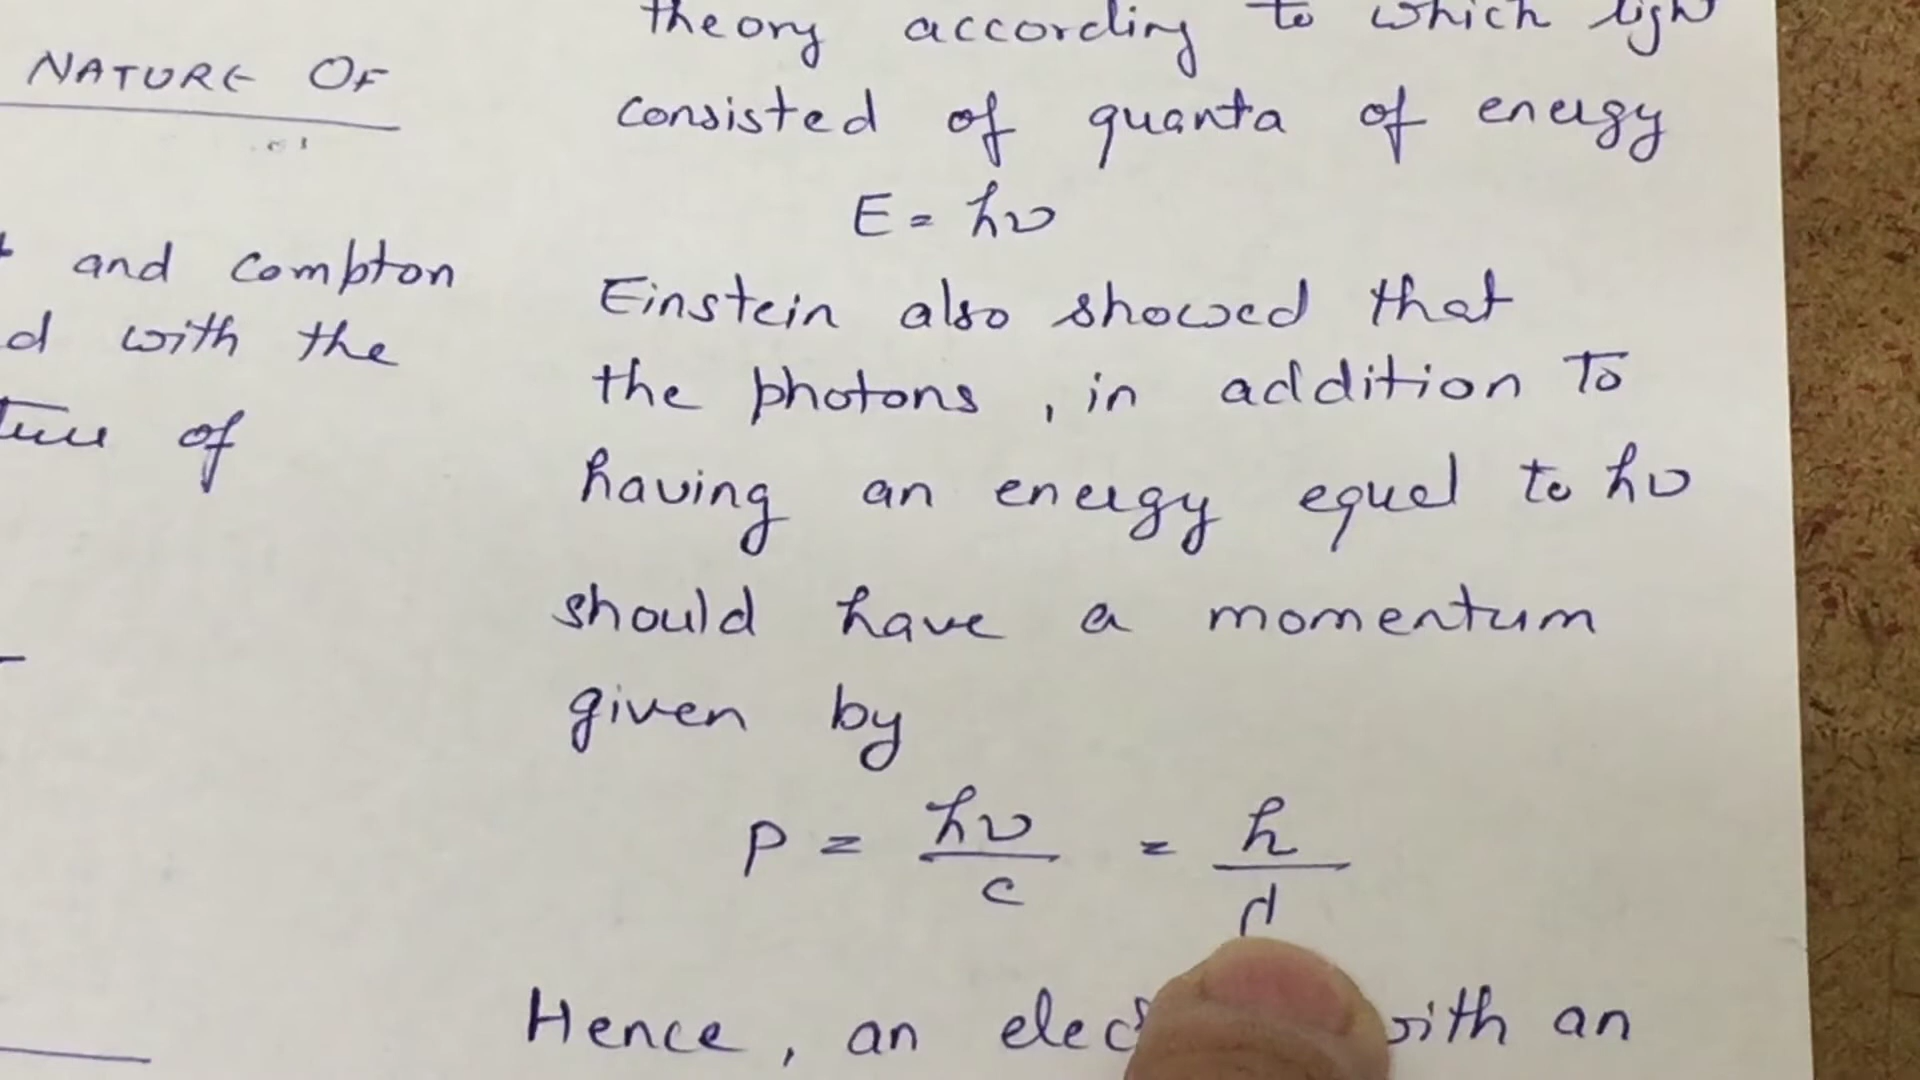 NATURE OF
and compton
d with the
of
theory according to which light
consisted of quanta of energy
E = hν
Einstein also showed that
the photons, in addition To
having an energy equal to hν
should have a momentum
given by
P = hν/c = h/
Hence, an an